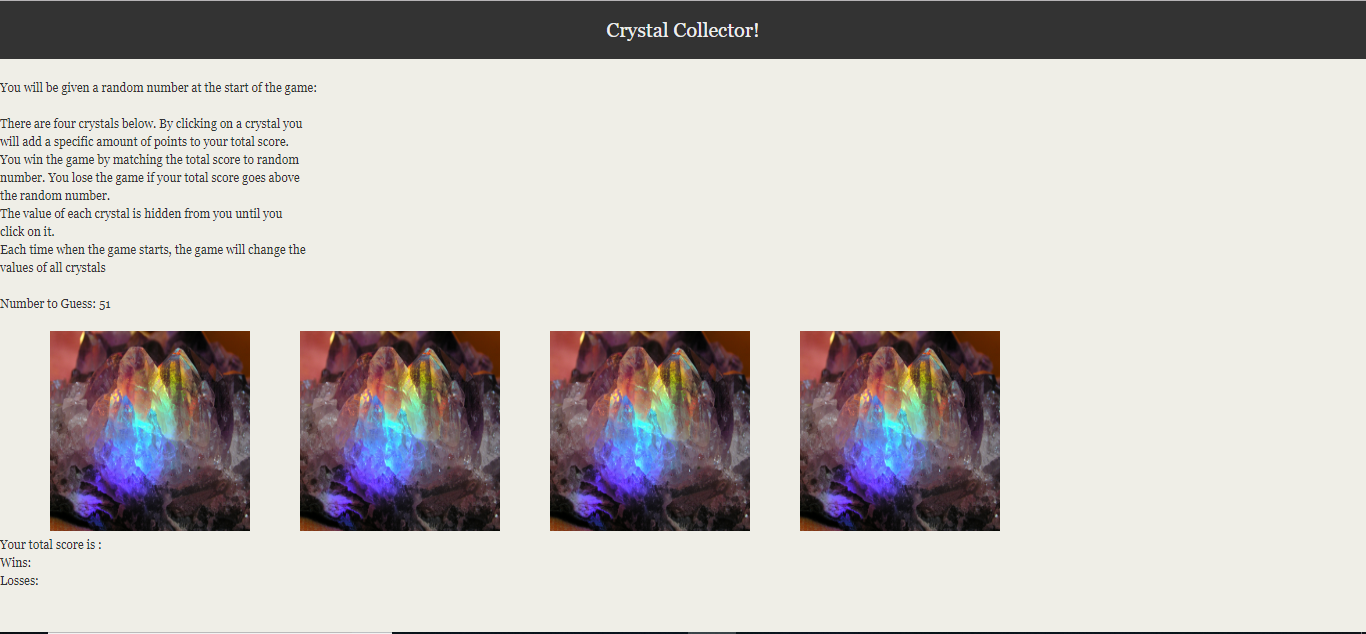 Crystal Collector!
You will be given a random number at the start of the game:
There are four crystals below. By clicking on a crystal you
will add a specific amount of points to your total score.
You win the game by matching the total score to random
number. You lose the game if your total score goes above
the random number.
The value of each crystal is hidden from you until you
click on it.
Each time when the game starts, the game will change the
values of all crystals
Number to Guess: 51
Your total score is :
Wins:
Losses: